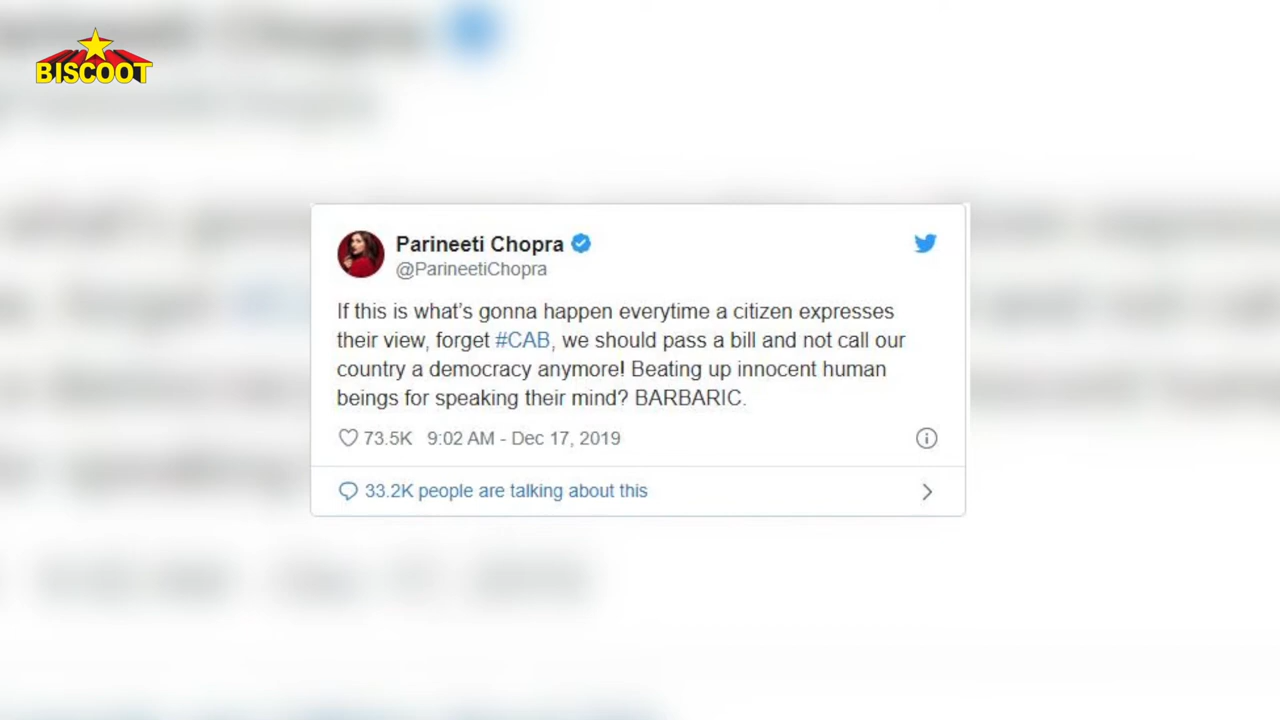 BISCOOT
Parineeti Chopra
@ParineetiChopra
If this is what's gonna happen everytime a citizen expresses
their view, forget #CAB, we should pass a bill and not call our
country a democracy anymore! Beating up innocent human
beings for speaking their mind? BARBARIC.
73.5K 9:02 AM - Dec 17, 2019
33.2K people are talking about this